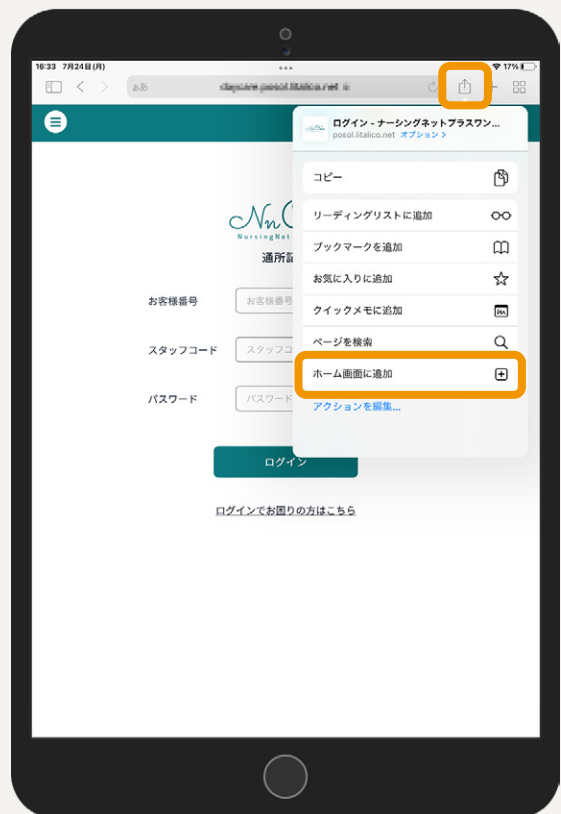 16:33 7月24日(月)
17%
ああ
daycare.posol.litalico.net
ログイン - ナーシングネットプラスワン...
posol.litalico.net オプション >
コピー
リーディングリストに追加
ブックマークを追加
お気に入りに追加
クイックメモに追加
ページを検索
ホーム画面に追加
アクションを編集...
NnC
NursingNet
通所記
お客様番号
お客様番号
スタッフコード
スタッフコ
パスワード
パスワード
ログイン
ログインでお困りの方はこちら